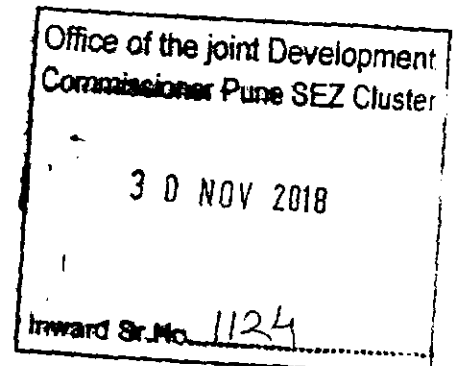 Office of the joint Development
Commissioner Pune SEZ Cluster
3 0 NOV 2018
Inward Sr.No. 1124